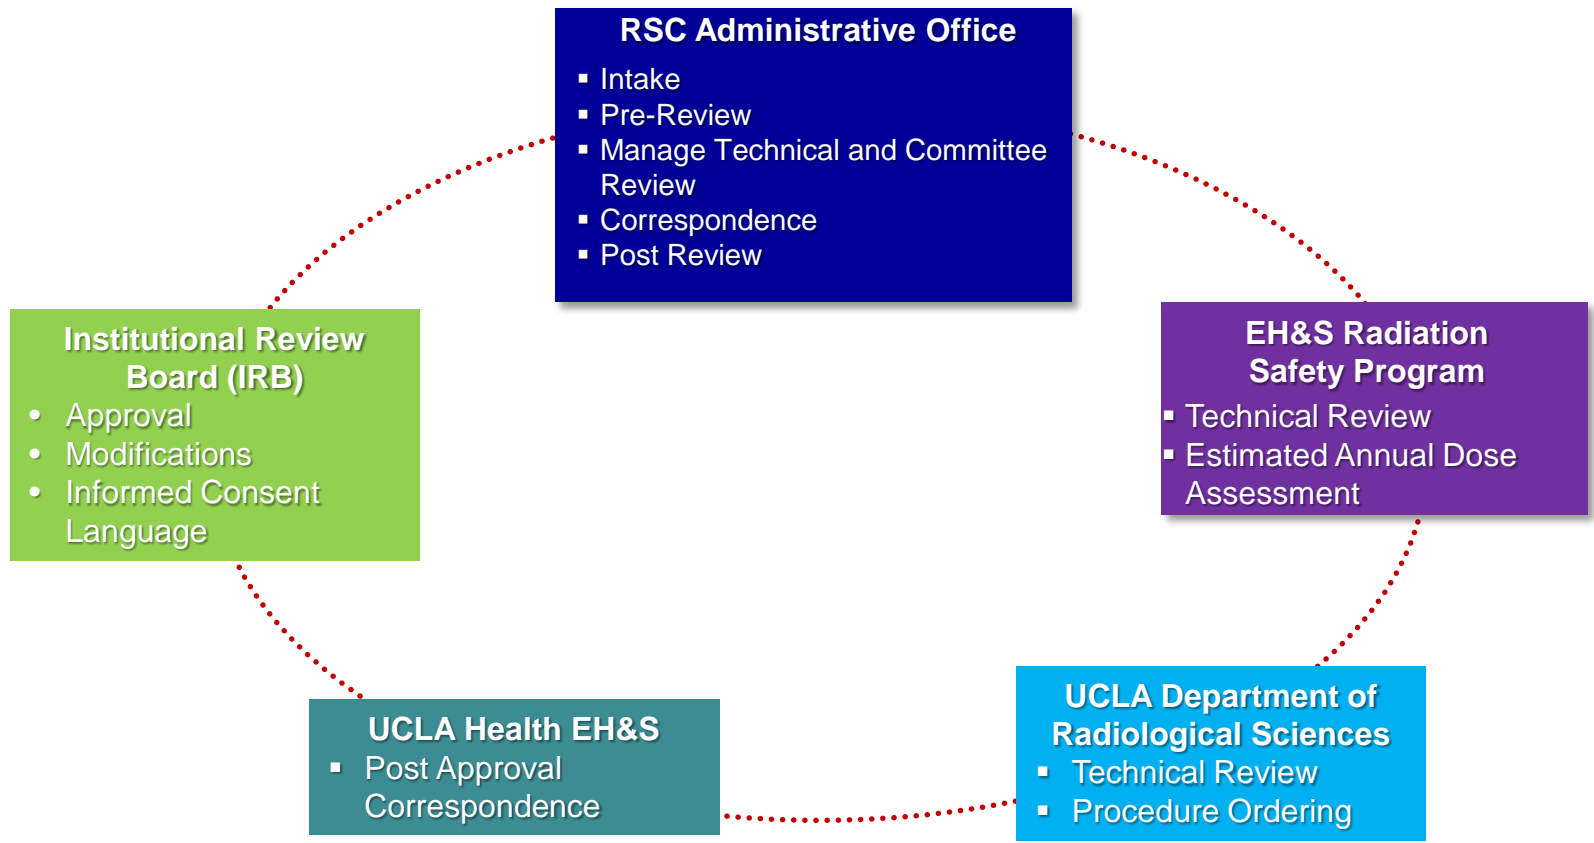 RSC Administrative Office
▪ Intake
▪ Pre-Review
▪ Manage Technical and Committee
Review
▪ Correspondence
▪ Post Review
Institutional Review
Board (IRB)
• Approval
• Modifications
• Informed Consent
Language
EH&S Radiation
Safety Program
▪ Technical Review
▪ Estimated Annual Dose
Assessment
UCLA Health EH&S
▪ Post Approval
Correspondence
UCLA Department of
Radiological Sciences
▪ Technical Review
▪ Procedure Ordering